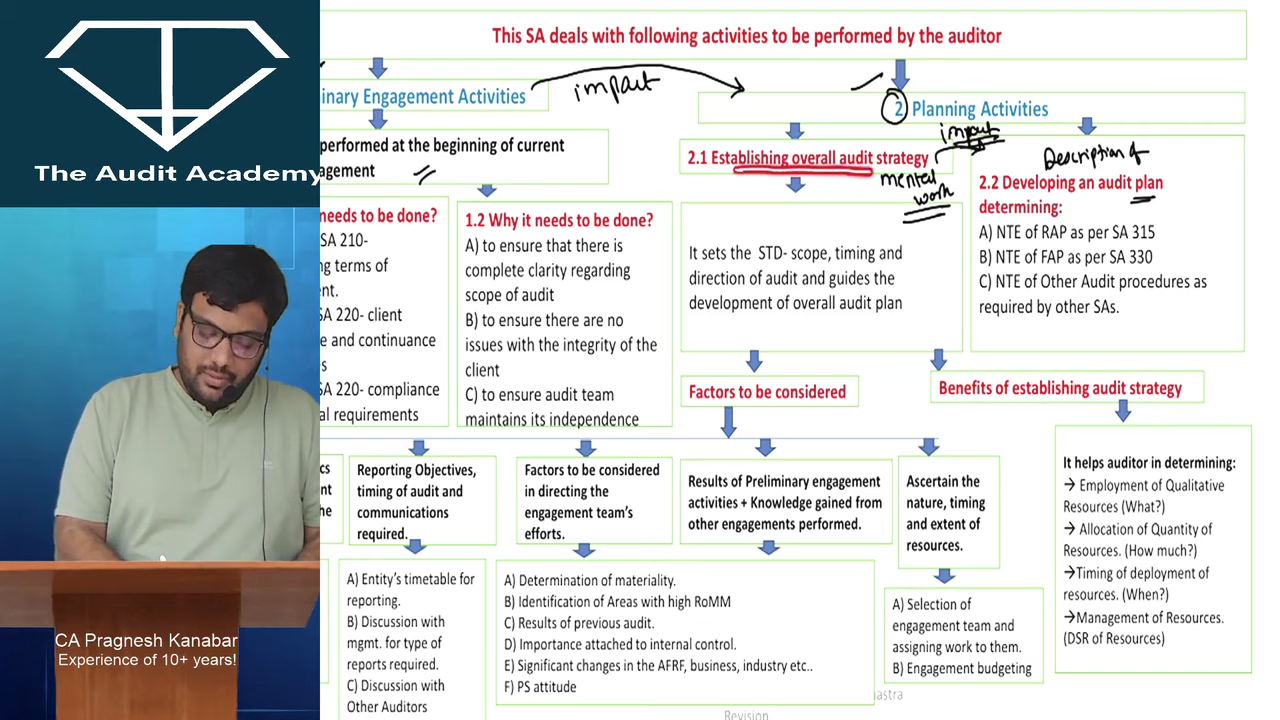 The Audit Academy
CA Pragnesh Kanabar
Experience of 10+ years!
This SA deals with following activities to be performed by the auditor
inary Engagement Activities
impact
2 Planning Activities
performed at the beginning of current
agement
2.1 Establishing overall audit strategy
impact
mental
work
Description of
2.2 Developing an audit plan
determining:
A) NTE of RAP as per SA 315
B) NTE of FAP as per SA 330
C) NTE of Other Audit procedures as
required by other SAs.
needs to be done?
SA 210-
ng terms of
ent.
SA 220- client
e and continuance
s
SA 220- compliance
al requirements
1.2 Why it needs to be done?
A) to ensure that there is
complete clarity regarding
scope of audit
B) to ensure there are no
issues with the integrity of the
client
C) to ensure audit team
maintains its independence
It sets the STD- scope, timing and
direction of audit and guides the
development of overall audit plan
Factors to be considered
Benefits of establishing audit strategy
cs
nt
he
Reporting Objectives,
timing of audit and
communications
required.
Factors to be considered
in directing the
engagement team's
efforts.
Results of Preliminary engagement
activities + Knowledge gained from
other engagements performed.
Ascertain the
nature, timing
and extent of
resources.
It helps auditor in determining:
→ Employment of Qualitative
Resources (What?)
→ Allocation of Quantity of
Resources. (How much?)
→Timing of deployment of
resources. (When?)
→Management of Resources.
(DSR of Resources)
A) Entity's timetable for
reporting.
B) Discussion with
mgmt. for type of
reports required.
C) Discussion with
Other Auditors
A) Determination of materiality.
B) Identification of Areas with high RoMM
C) Results of previous audit.
D) Importance attached to internal control.
E) Significant changes in the AFRF, business, industry etc..
F) PS attitude
A) Selection of
engagement team and
assigning work to them.
B) Engagement budgeting
nastra
Revision